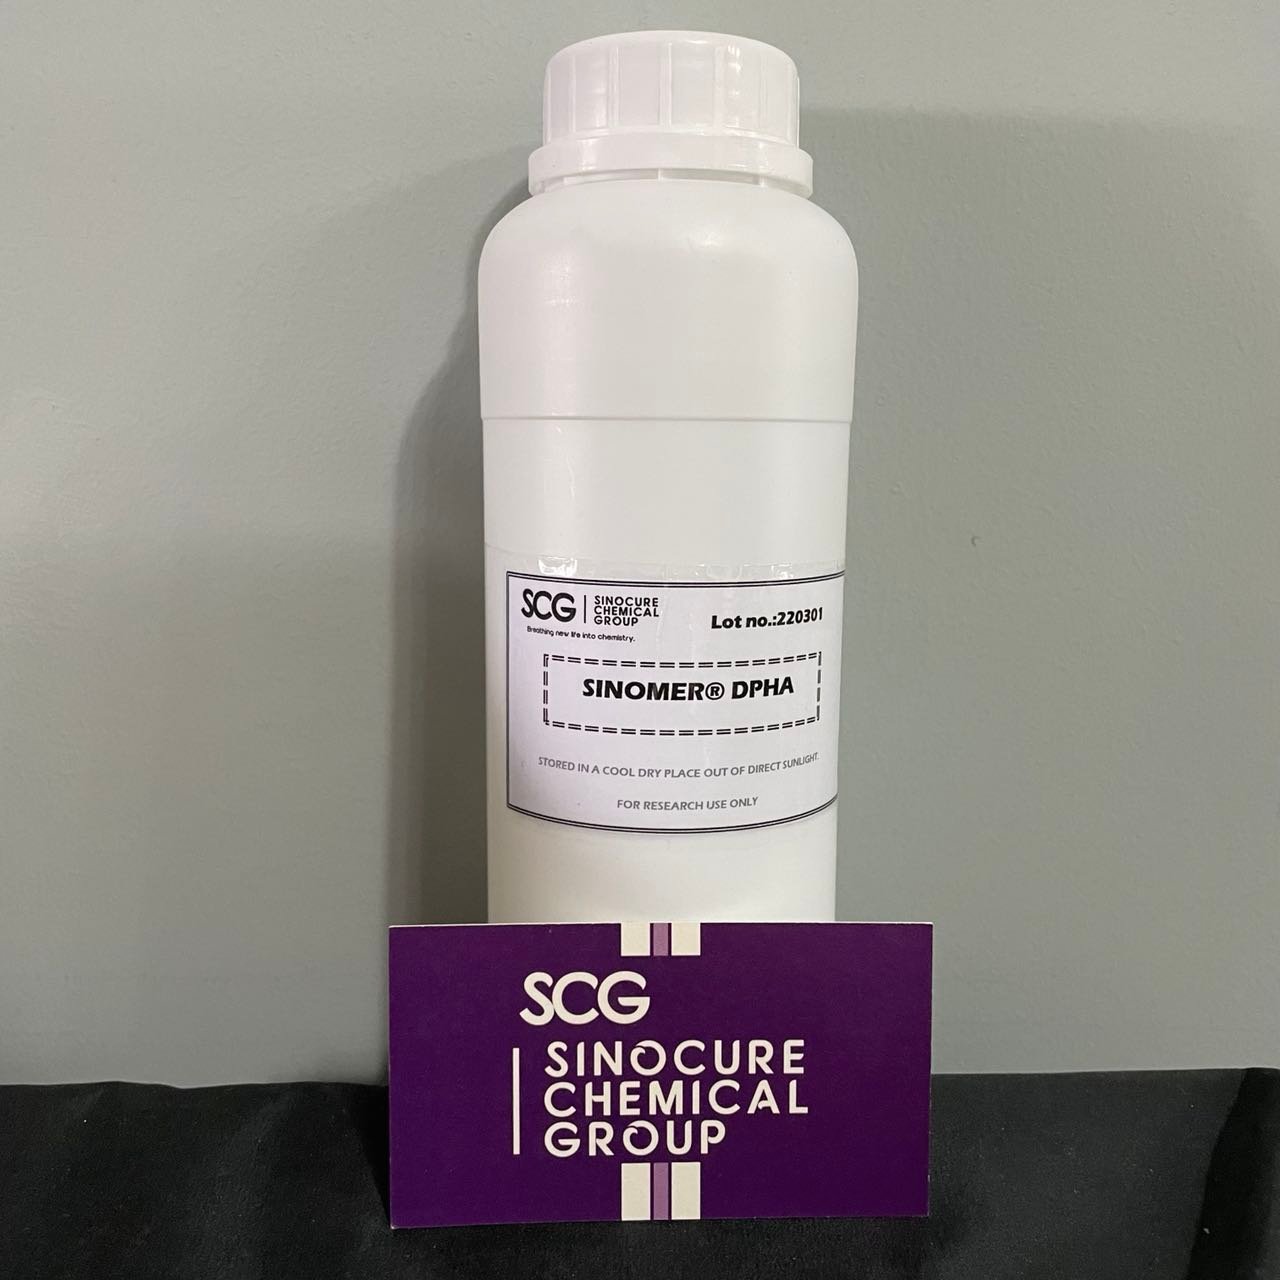 SCG
SINOCURE
CHEMICAL
GROUP
Breathing new life into chemistry.
Lot no.:220301
SINOMER® DPHA
STORED IN A COOL DRY PLACE OUT OF DIRECT SUNLIGHT.
FOR RESEARCH USE ONLY
SCG
SINOCURE
CHEMICAL
GROUP